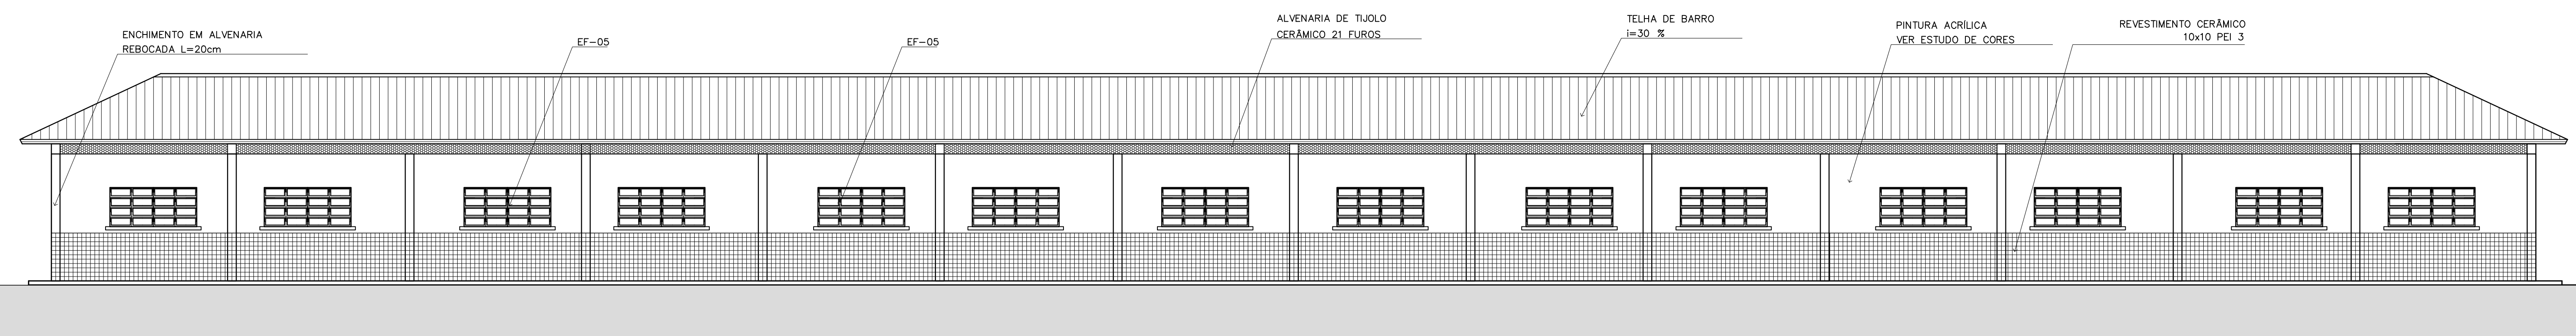 ENCHIMENTO EM ALVENARIA
REBOCADA L=20cm
EF-05
EF-05
ALVENARIA DE TIJOLO
CERÂMICO 21 FUROS
TELHA DE BARRO
i=30 %
PINTURA ACRÍLICA
VER ESTUDO DE CORES
REVESTIMENTO CERÂMICO
10x10 PEI 3